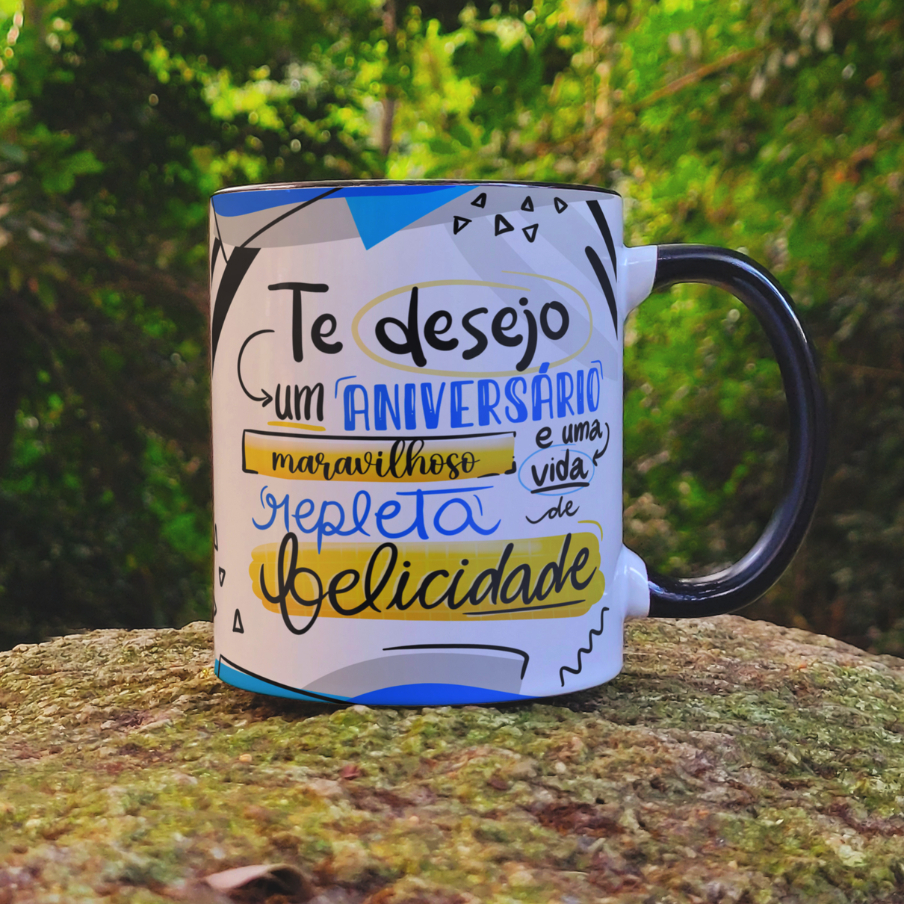 Te desejo
um ANIVERSÁRIO
maravilhoso e uma
vida
repleta de
felicidade